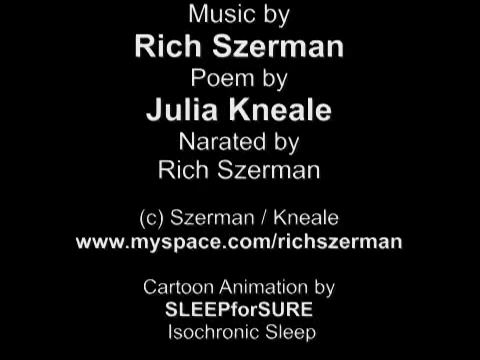 Music by
Rich Szerman
Poem by
Julia Kneale
Narrated by
Rich Szerman
(c) Szerman / Kneale
www.myspace.com/richszerman
Cartoon Animation by
SLEEPforSURE
Isochronic Sleep